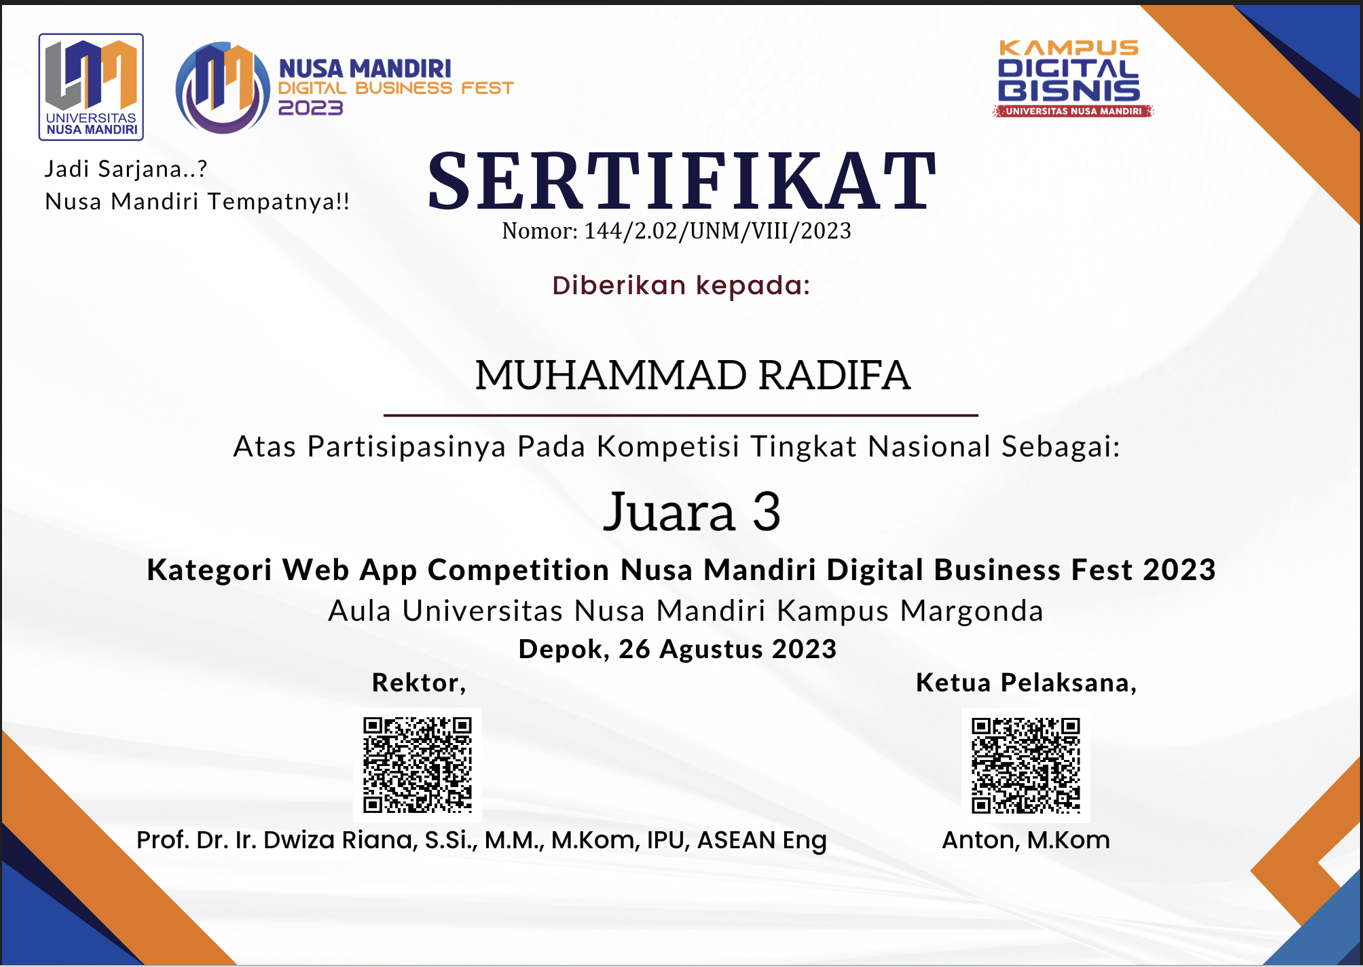 UNIVERSITAS
NUSA MANDIRI
NUSA MANDIRI
DIGITAL BUSINESS FEST
2023
KAMPUS
DIGITAL
BISNIS
UNIVERSITAS NUSA MANDIRI
Jadi Sarjana..?
Nusa Mandiri Tempatnya!!
SERTIFIKAT
Nomor: 144/2.02/UNM/VIII/2023
Diberikan kepada:
MUHAMMAD RADIFA
Atas Partisipasinya Pada Kompetisi Tingkat Nasional Sebagai:
Juara 3
Kategori Web App Competition Nusa Mandiri Digital Business Fest 2023
Aula Universitas Nusa Mandiri Kampus Margonda
Depok, 26 Agustus 2023
Rektor,
Ketua Pelaksana,
Prof. Dr. Ir. Dwiza Riana, S.Si., M.M., M.Kom, IPU, ASEAN Eng
Anton, M.Kom